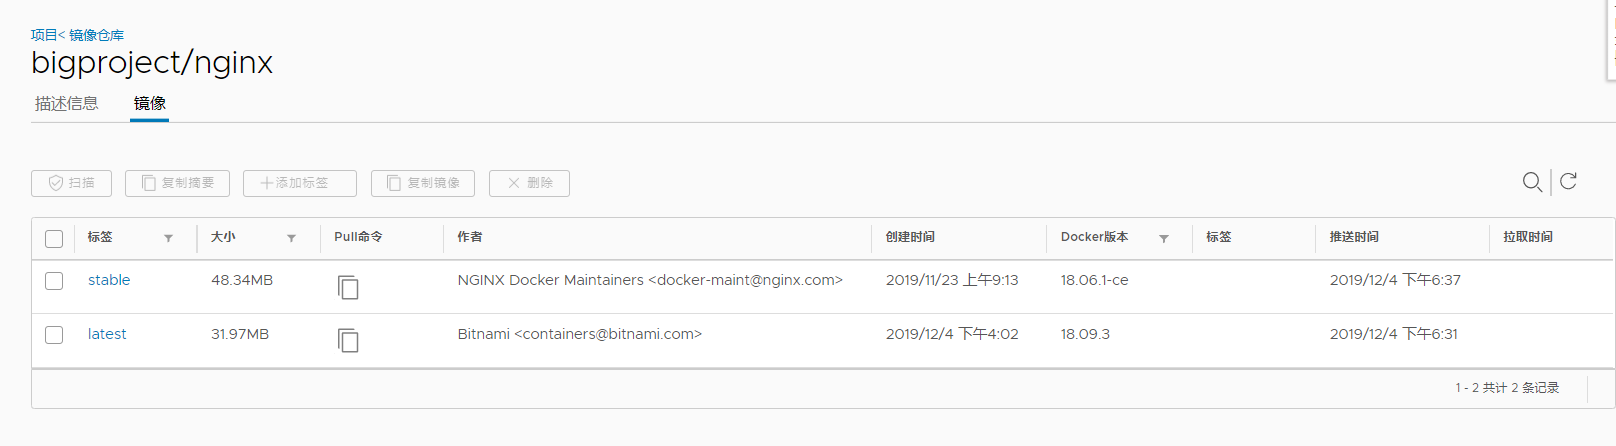 项目< 镜像仓库
bigproject/nginx
描述信息 镜像
扫描 复制摘要 添加标签 复制镜像 删除
标签 大小 Pull命令 作者 创建时间 Docker版本 标签 推送时间 拉取时间
stable 48.34MB NGINX Docker Maintainers <docker-maint@nginx.com> 2019/11/23 上午9:13 18.06.1-ce 2019/12/4 下午6:37
latest 31.97MB Bitnami <containers@bitnami.com> 2019/12/4 下午4:02 18.09.3 2019/12/4 下午6:31
1 - 2 共计 2 条记录